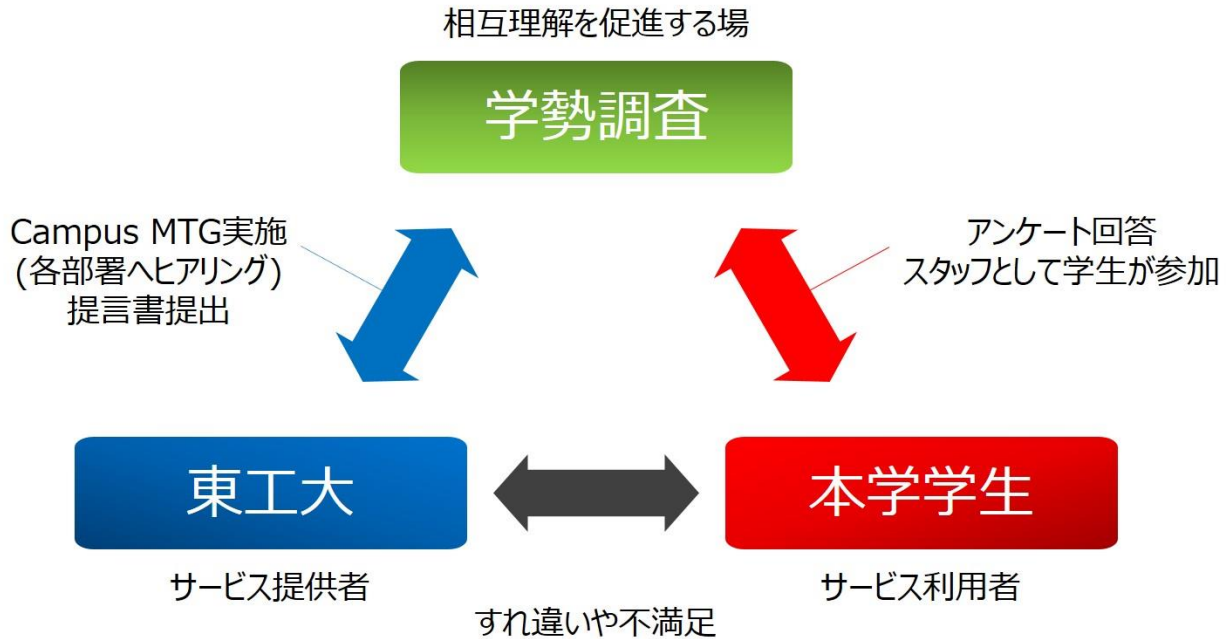 相互理解を促進する場
学勢調査
Campus MTG実施
(各部署へヒアリング)
提言書提出
アンケート回答
スタッフとして学生が参加
東工大
本学学生
サービス提供者
サービス利用者
すれ違いや不満足